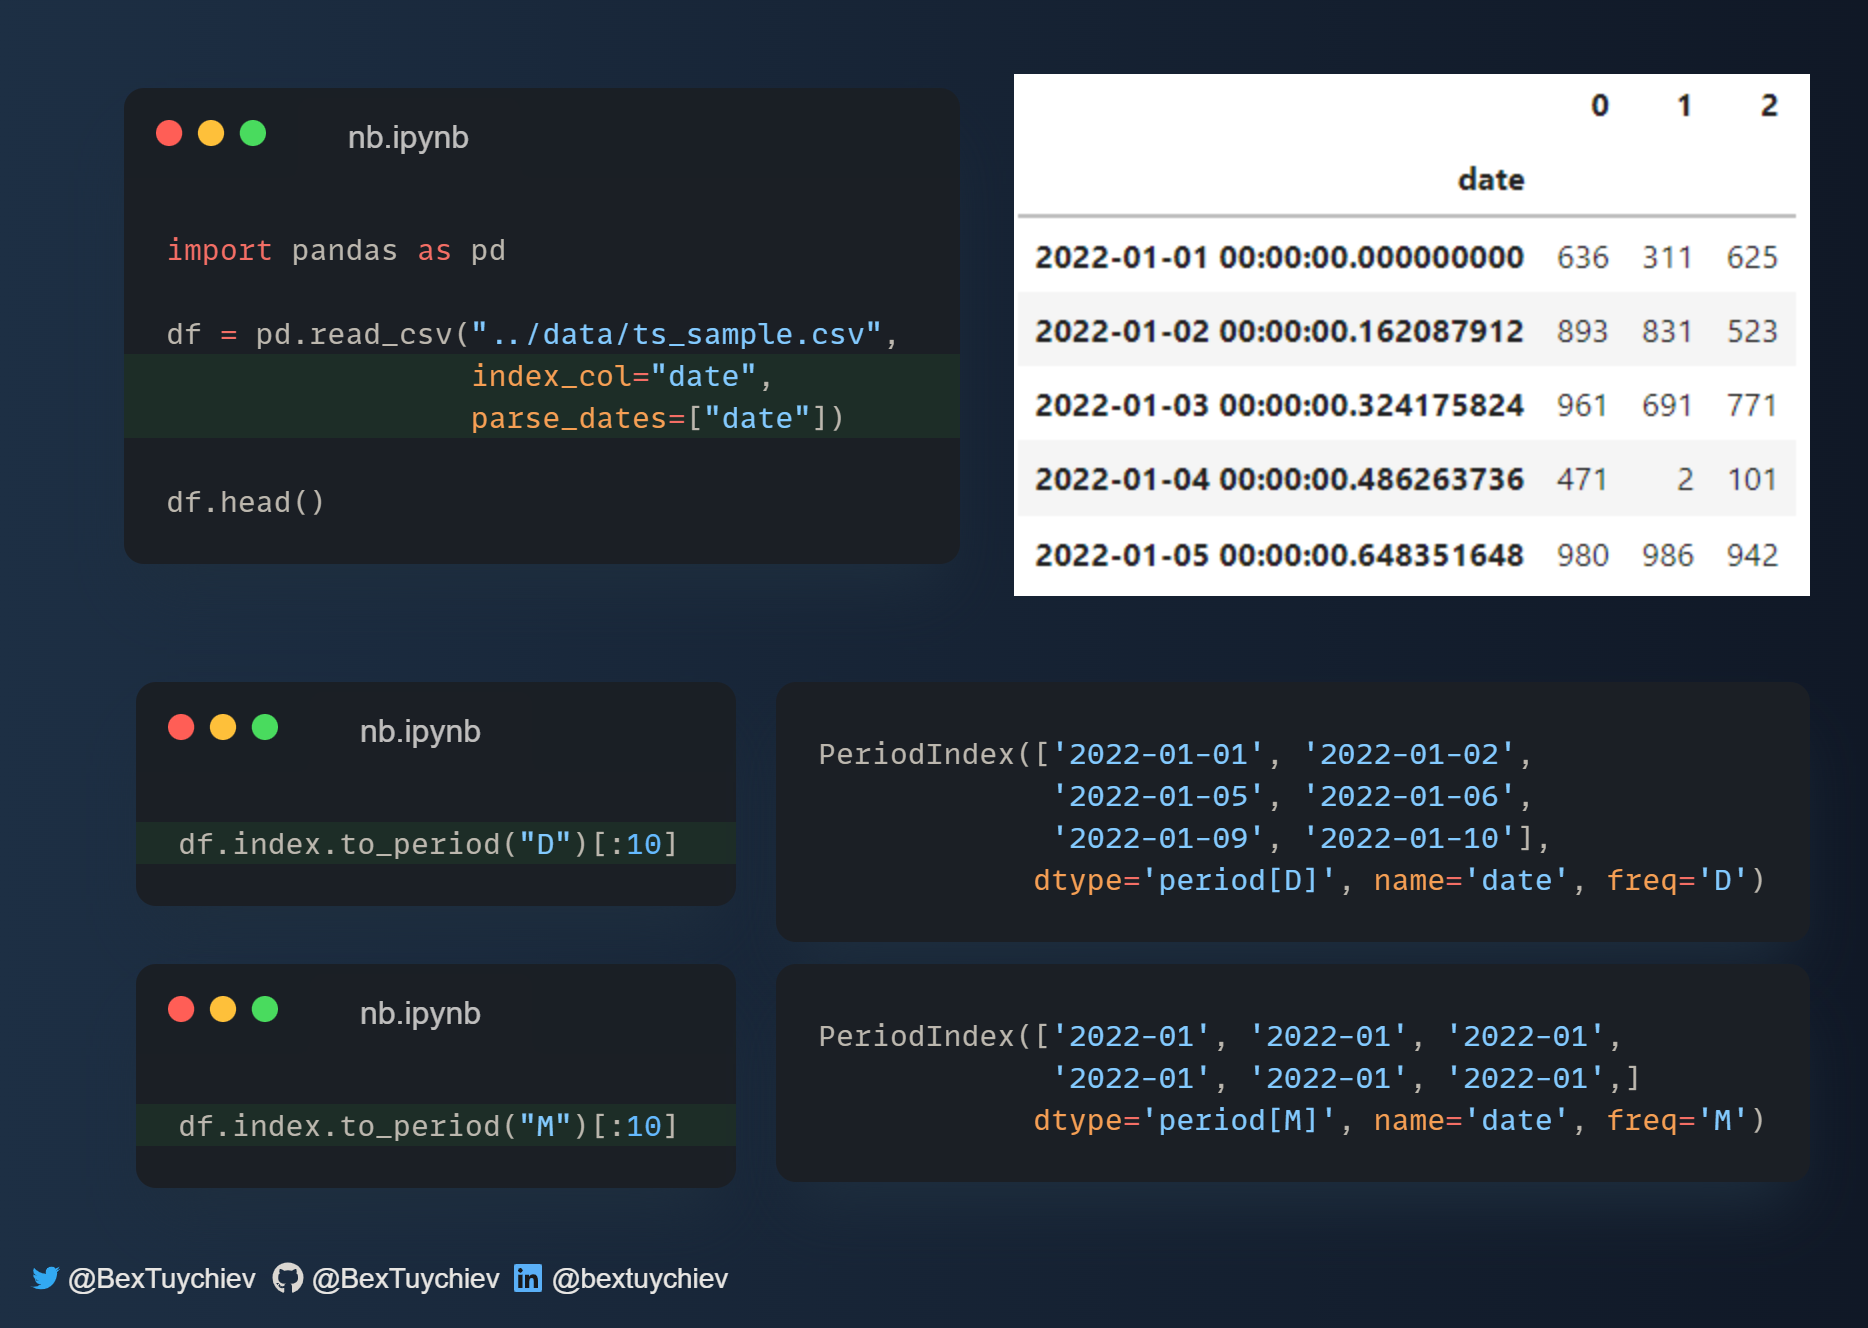 nb.ipynb
import pandas as pd
df = pd.read_csv("../data/ts_sample.csv",
index_col="date",
parse_dates=["date"])
df.head()
0 1 2
date
2022-01-01 00:00:00.000000000 636 311 625
2022-01-02 00:00:00.162087912 893 831 523
2022-01-03 00:00:00.324175824 961 691 771
2022-01-04 00:00:00.486263736 471 2 101
2022-01-05 00:00:00.648351648 980 986 942
nb.ipynb
df.index.to_period("D")[:10]
PeriodIndex(['2022-01-01', '2022-01-02',
'2022-01-05', '2022-01-06',
'2022-01-09', '2022-01-10'],
dtype='period[D]', name='date', freq='D')
nb.ipynb
df.index.to_period("M")[:10]
PeriodIndex(['2022-01', '2022-01', '2022-01',
'2022-01', '2022-01', '2022-01',]
dtype='period[M]', name='date', freq='M')
@BexTuychiev @BexTuychiev in @bextuychiev